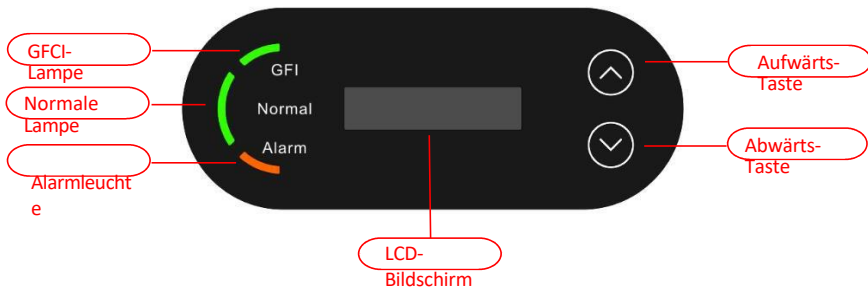 GFCI-
Lampe
Normale
Lampe
Alarmleucht
e
GFI
Normal
Alarm
Aufwärts-
Taste
Abwärts-
Taste
LCD-
Bildschirm